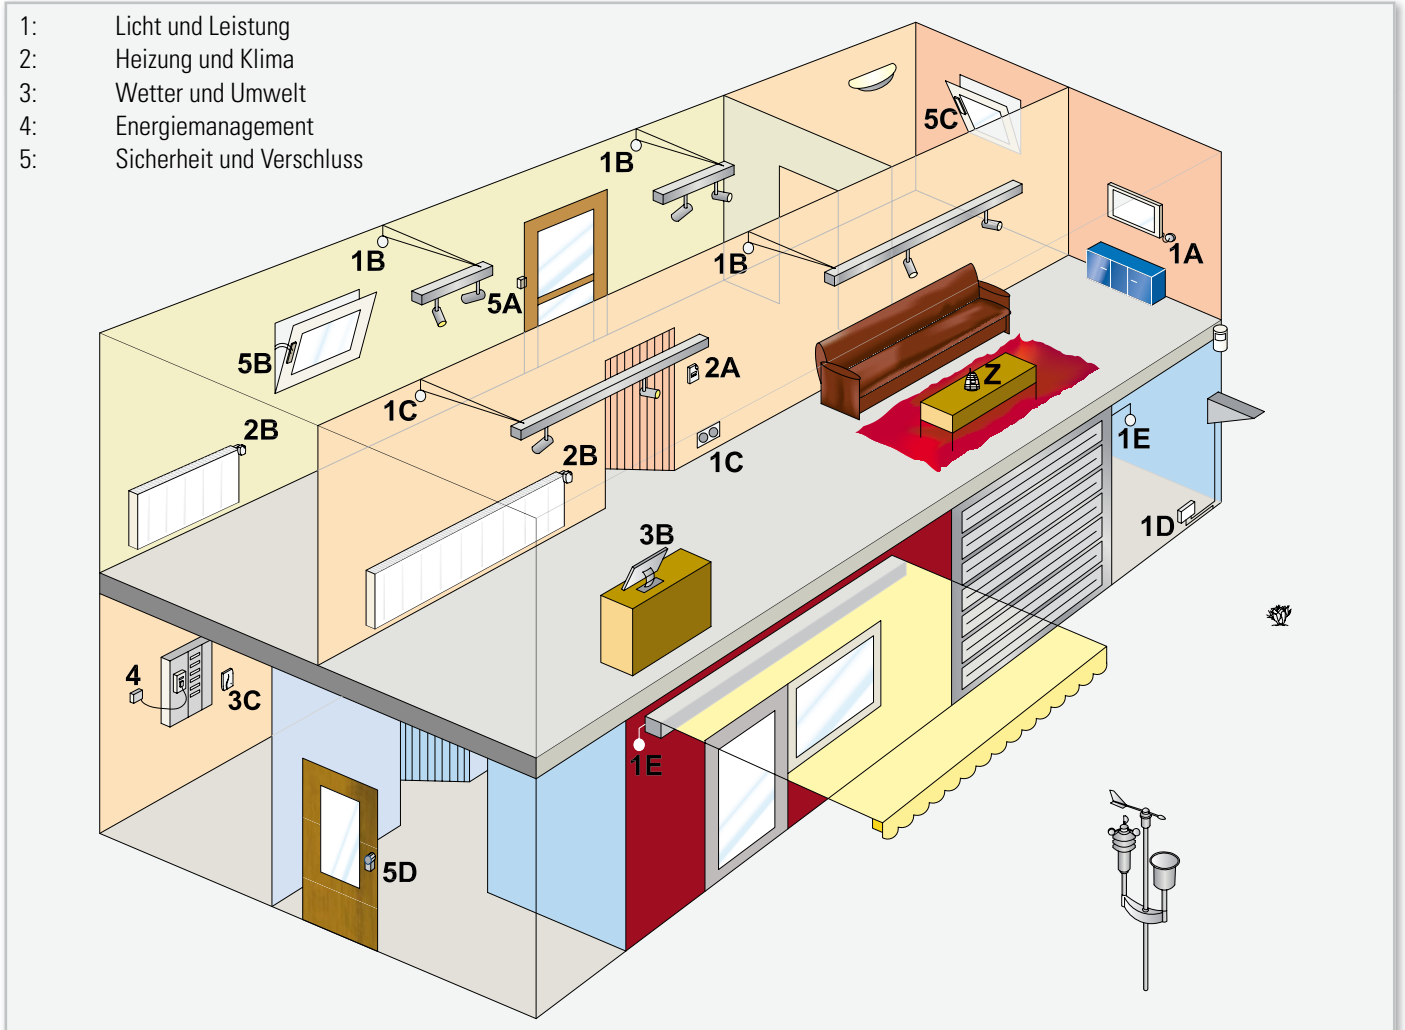 1: Licht und Leistung
2: Heizung und Klima
3: Wetter und Umwelt
4: Energiemanagement
5: Sicherheit und Verschluss
5C
1B
1B
1B
1A
5A
5B
2A
Z
1C
2B
1E
1C
2B
1D
3B
4
3C
1E
5D